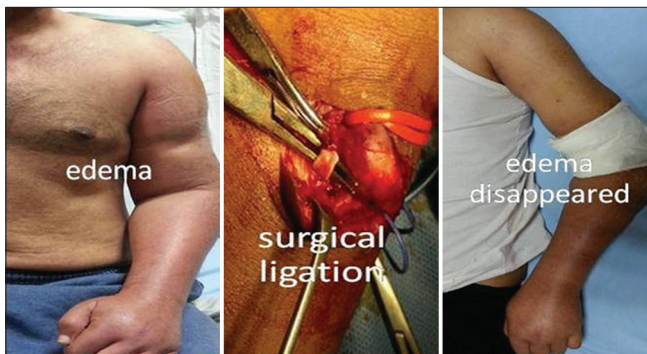 edema
surgical
ligation
edema
disappeared